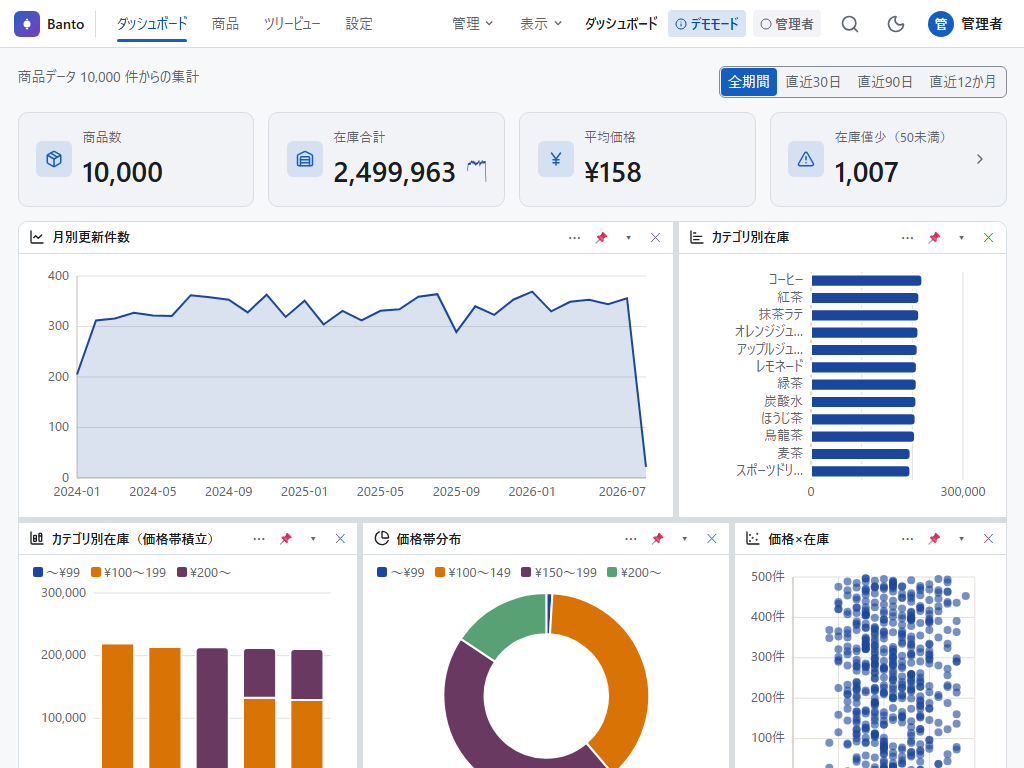 Banto ダッシュボード 商品 ツリービュー 設定 管理 表示 ダッシュボード デモモード 管理者 管 管理者
商品データ 10,000 件からの集計
全期間 直近30日 直近90日 直近12か月
商品数
10,000
在庫合計
2,499,963
平均価格
¥158
在庫僅少（50未満）
1,007
月別更新件数
400
300
200
100
0
2024-01 2024-05 2024-09 2025-01 2025-05 2025-09 2026-01 2026-07
カテゴリ別在庫
コーヒー
紅茶
抹茶ラテ
オレンジジュ...
アップルジュ...
レモネード
緑茶
炭酸水
ほうじ茶
烏龍茶
麦茶
スポーツドリ...
0 300,000
カテゴリ別在庫（価格帯積立）
～¥99 ¥100～199 ¥200～
300,000
200,000
100,000
価格帯分布
～¥99 ¥100～149 ¥150～199 ¥200～
価格×在庫
500件
400件
300件
200件
100件